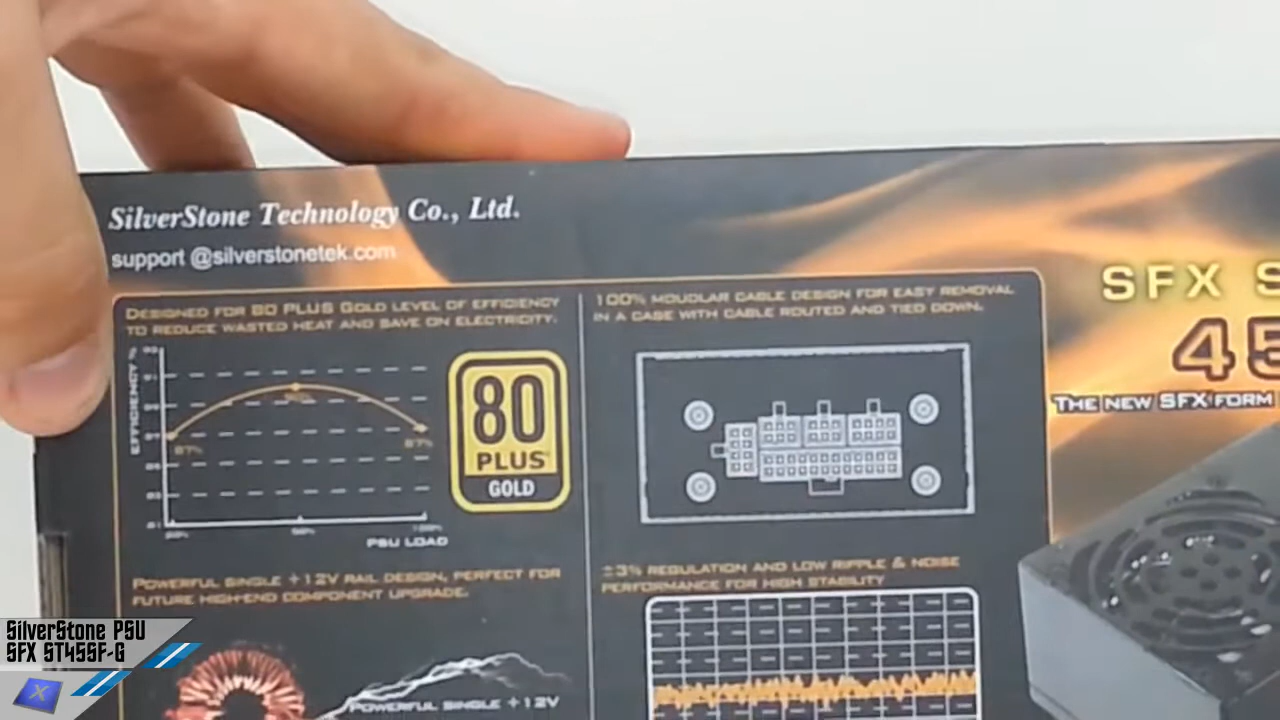 SilverStone Technology Co., Ltd.
support @silverstonetek.com
DESIGNED FOR 80 PLUS GOLD LEVEL OF EFFICIENCY
TO REDUCE WASTED HEAT AND SAVE ON ELECTRICITY.
EFFICIENCY %
87%
87%
PSU LOAD
80
PLUS
GOLD
100% MOUDLAR CABLE DESIGN FOR EASY REMOVAL
IN A CASE WITH CABLE ROUTED AND TIED DOWN.
SFX S
45
THE NEW SFX FORM
POWERFUL SINGLE +12V RAIL DESIGN, PERFECT FOR
FUTURE HIGH-END COMPONENT UPGRADE.
POWERFUL SINGLE +12V
±3% REGULATION AND LOW RIPPLE & NOISE
PERFORMANCE FOR HIGH STABILITY
SilverStone PSU
SFX ST45SF-G
X